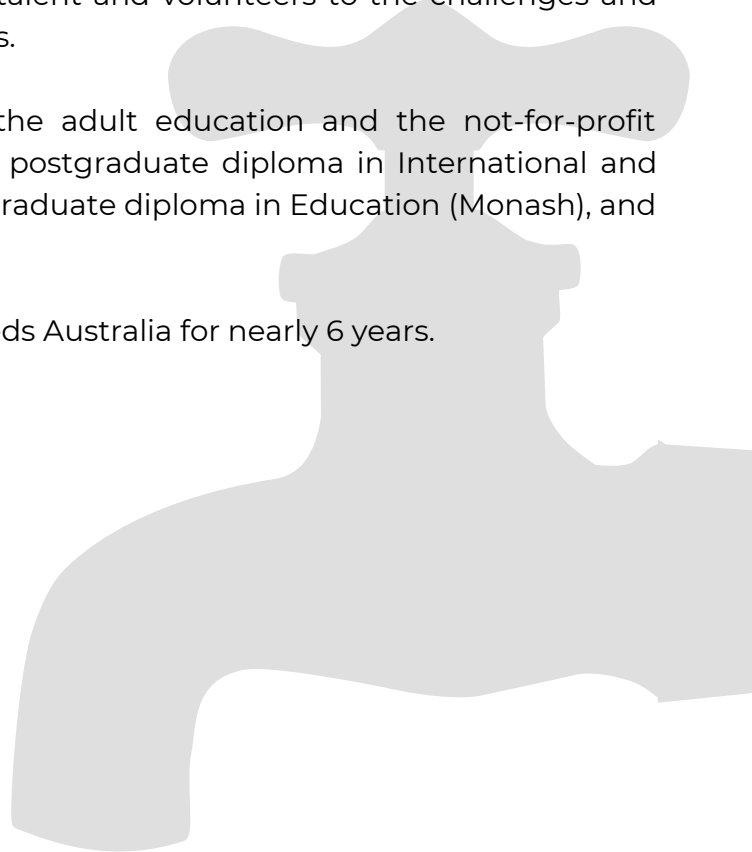 talent and volunteers to the challenges and
s.
the adult education and the not-for-profit
postgraduate diploma in International and
raduate diploma in Education (Monash), and
ds Australia for nearly 6 years.